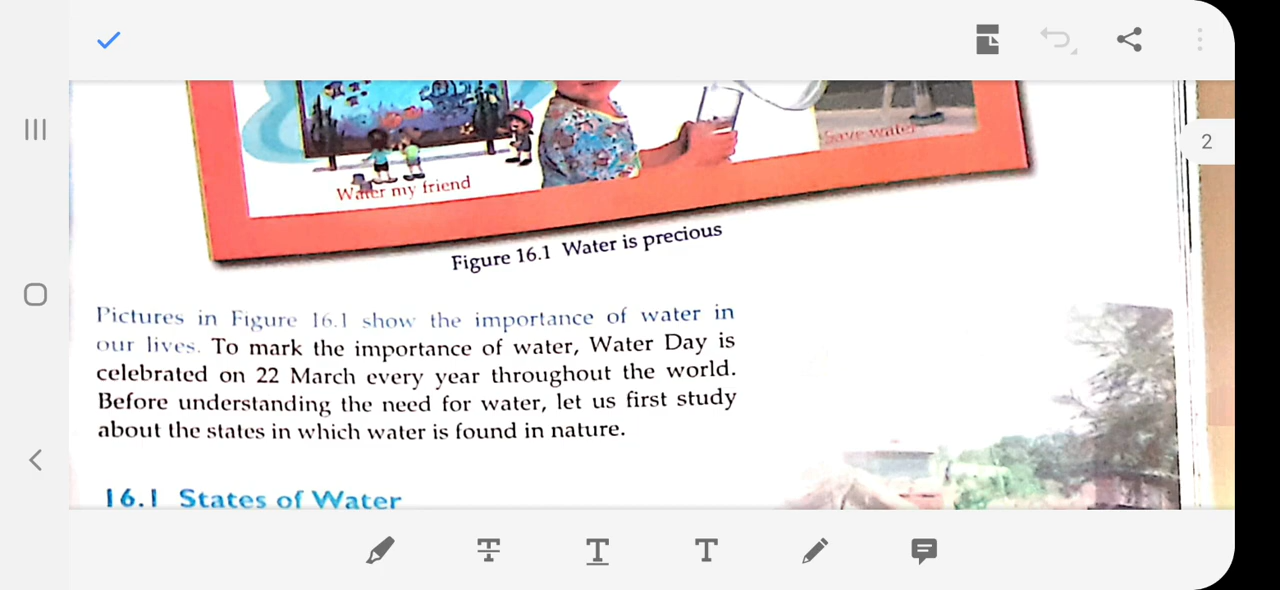 2
Save water
Water my friend
Figure 16.1 Water is precious
Pictures in Figure 16.1 show the importance of water in
our lives. To mark the importance of water, Water Day is
celebrated on 22 March every year throughout the world.
Before understanding the need for water, let us first study
about the states in which water is found in nature.
16.1 States of Water
T
T
T